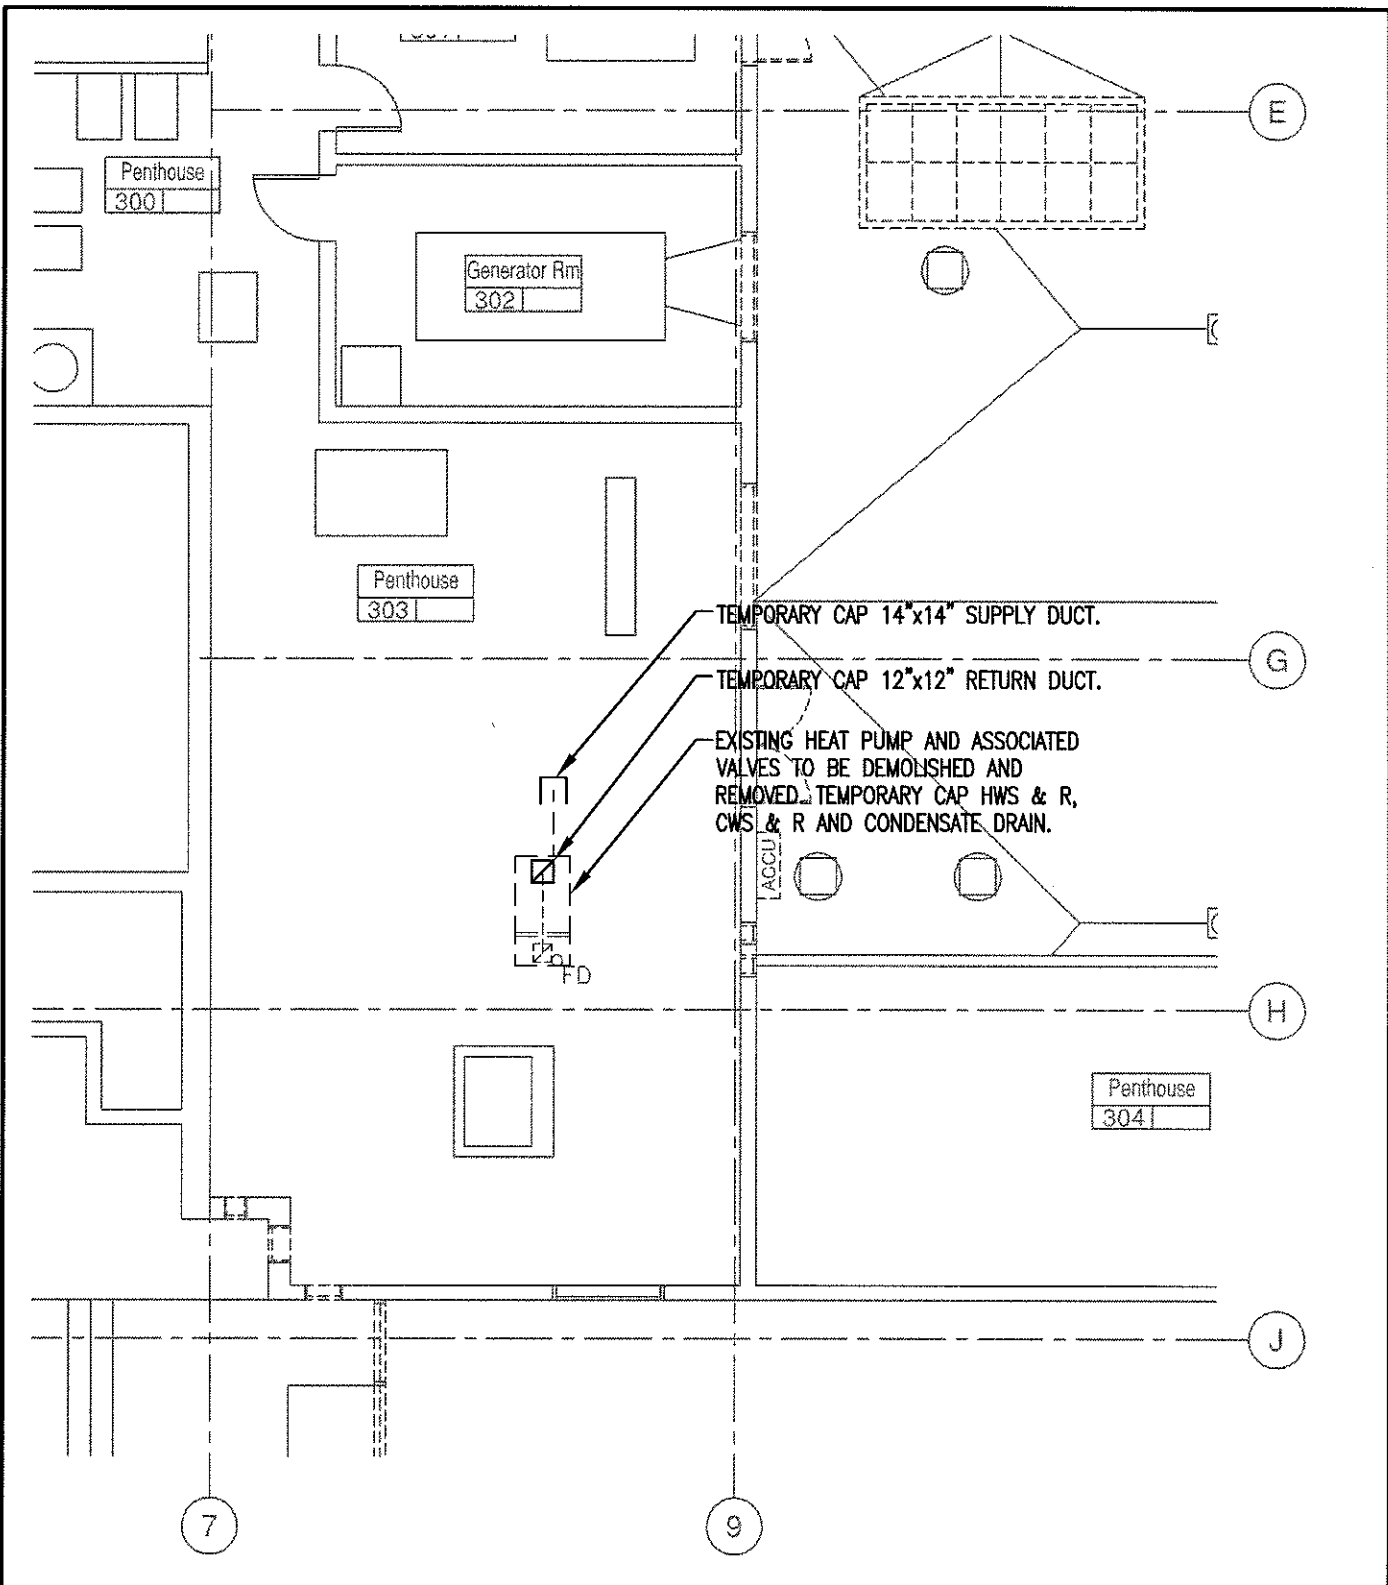 E
Penthouse
300
Generator Rm
302
Penthouse
303
TEMPORARY CAP 14"x14" SUPPLY DUCT.
G
TEMPORARY CAP 12"x12" RETURN DUCT.
EXISTING HEAT PUMP AND ASSOCIATED
VALVES TO BE DEMOLISHED AND
REMOVED. TEMPORARY CAP HWS & R,
CWS & R AND CONDENSATE DRAIN.
ACCU
FD
H
Penthouse
304
J
7
9